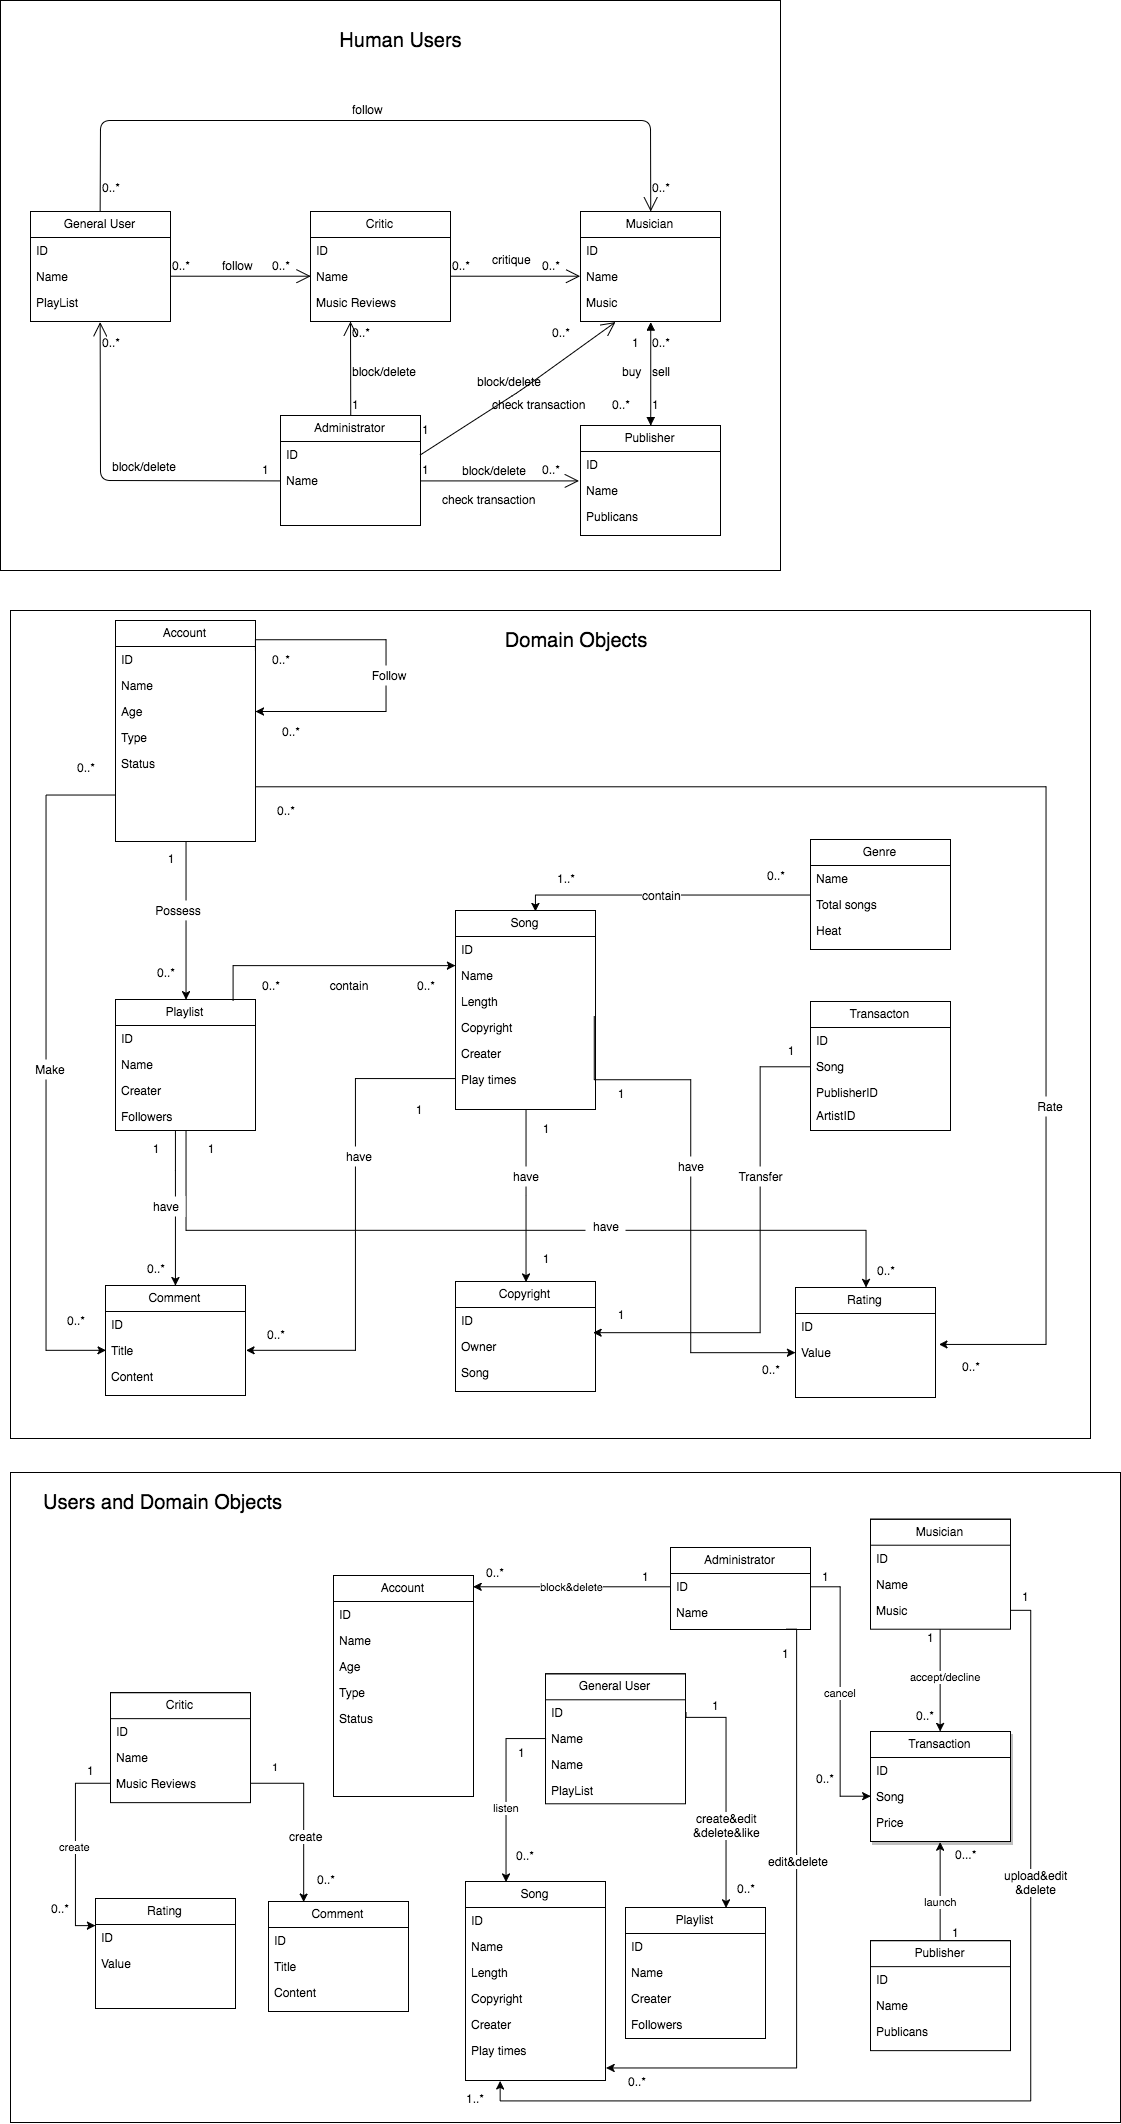 Human Users
follow
0..*
0..*
General User
ID
Name
PlayList
Critic
ID
Name
Music Reviews
Musician
ID
Name
Music
0..*
follow
0..*
0..*
critique
0..*
0..*
0..*
0..*
1
0..*
block/delete
block/delete
buy
sell
check transaction
1
0..*
1
Administrator
ID
Name
1
Publisher
ID
Name
Publicans
block/delete
1
1
block/delete
0..*
check transaction
Domain Objects
Account
ID
Name
Age
Type
Status
0..*
Follow
0..*
0..*
0..*
1
Possess
0..*
Genre
Name
Total songs
Heat
1..*
contain
0..*
Song
ID
Name
Length
Copyright
Creater
Play times
0..*
contain
0..*
Playlist
ID
Name
Creater
Followers
Transacton
ID
Song
PublisherID
ArtistID
1
Make
Rate
1
1
1
1
1
have
have
have
have
Transfer
have
0..*
1
0..*
Comment
ID
Title
Content
0..*
0..*
Copyright
ID
Owner
Song
1
Rating
ID
Value
0..*
0..*
Users and Domain Objects
Musician
ID
Name
Music
Administrator
ID
Name
0..*
block&delete
1
1
Account
ID
Name
Age
Type
Status
1
1
1
accept/decline
cancel
0..*
General User
ID
Name
Name
PlayList
1
1
Critic
ID
Name
Music Reviews
1
1
Transaction
ID
Song
Price
0..*
listen
create&edit
&delete&like
create
create
0..*
edit&delete
0...*
upload&edit
&delete
0..*
0..*
0..*
launch
1
Rating
ID
Value
Comment
ID
Title
Content
Song
ID
Name
Length
Copyright
Creater
Play times
Playlist
ID
Name
Creater
Followers
Publisher
ID
Name
Publicans
0..*
1..*